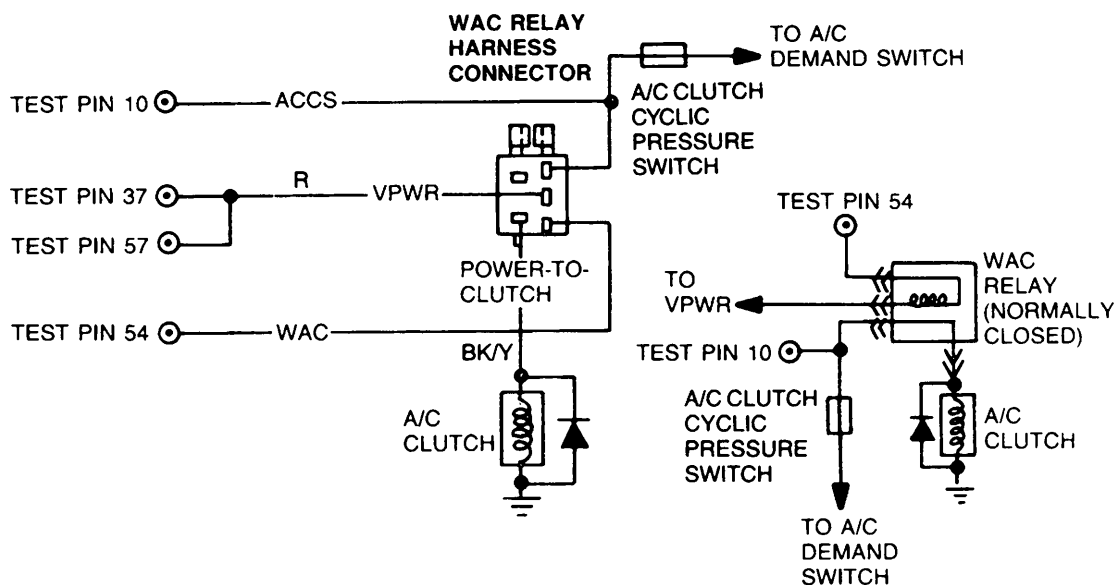 WAC RELAY
HARNESS
CONNECTOR
TO A/C
DEMAND SWITCH
TEST PIN 10
ACCS
A/C CLUTCH
CYCLIC
PRESSURE
SWITCH
TEST PIN 37
R
VPWR
TEST PIN 57
POWER-TO-
CLUTCH
TEST PIN 54
WAC
BK/Y
A/C
CLUTCH
TEST PIN 54
WAC
RELAY
(NORMALLY
CLOSED)
TO
VPWR
TEST PIN 10
A/C CLUTCH
CYCLIC
PRESSURE
SWITCH
A/C
CLUTCH
TO A/C
DEMAND
SWITCH